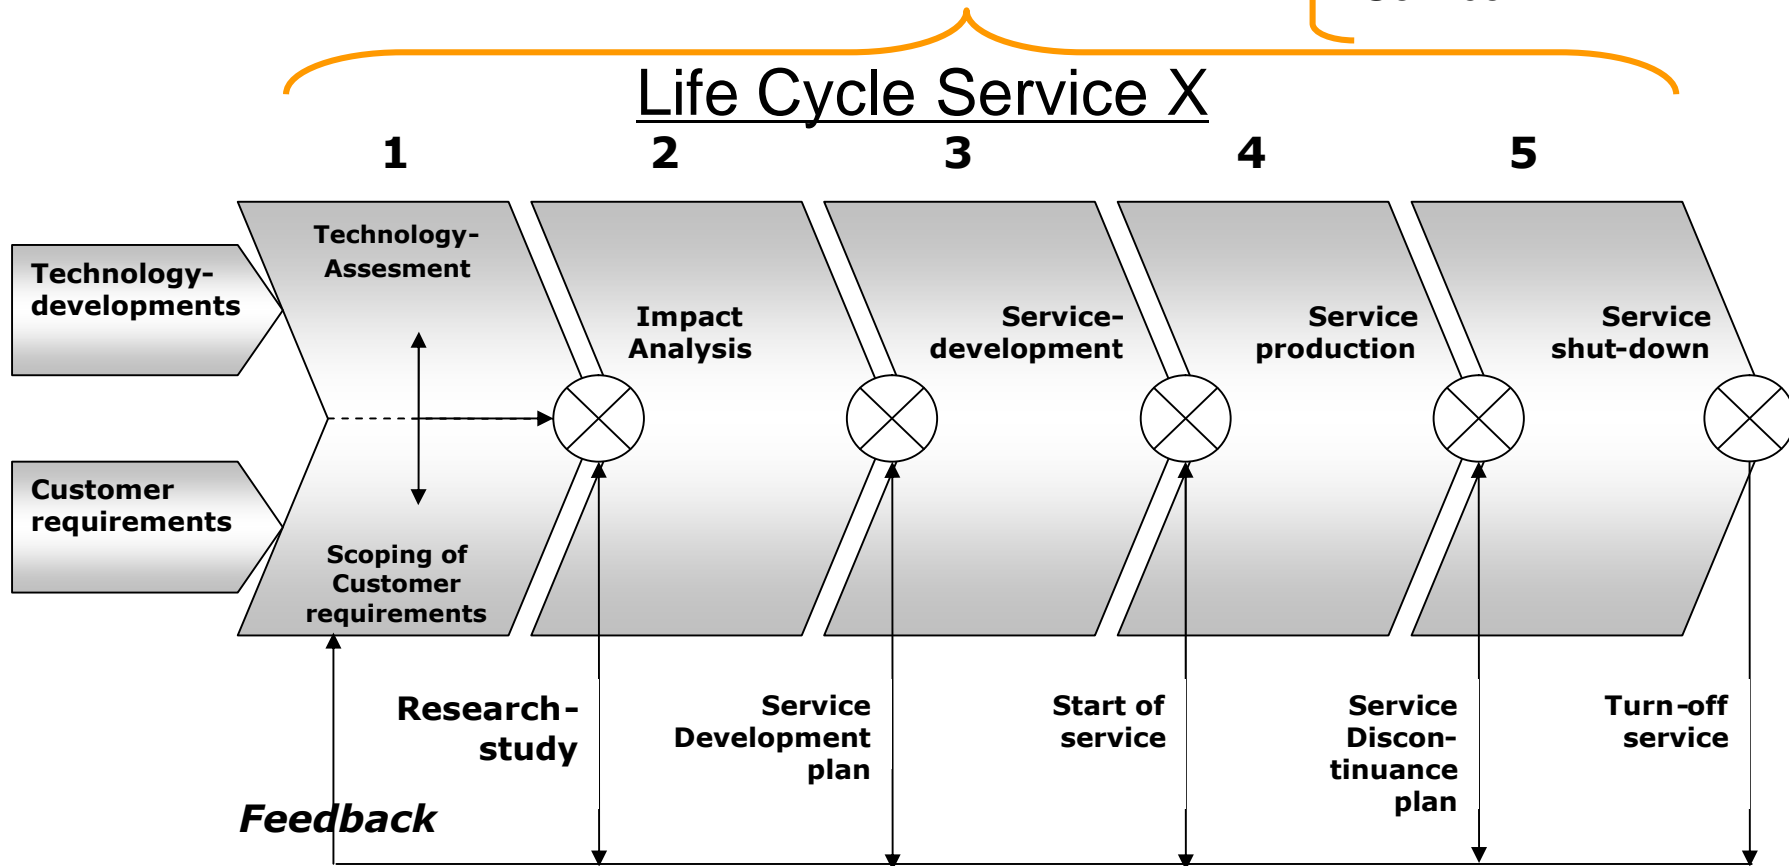 Life Cycle Service X
1
2
3
4
5
Technology-
Assesment
Technology-
developments
Impact
Analysis
Service-
development
Service
production
Service
shut-down
Customer
requirements
Scoping of
Customer
requirements
Research-
study
Service
Development
plan
Start of
service
Service
Discon-
tinuance
plan
Turn-off
service
Feedback